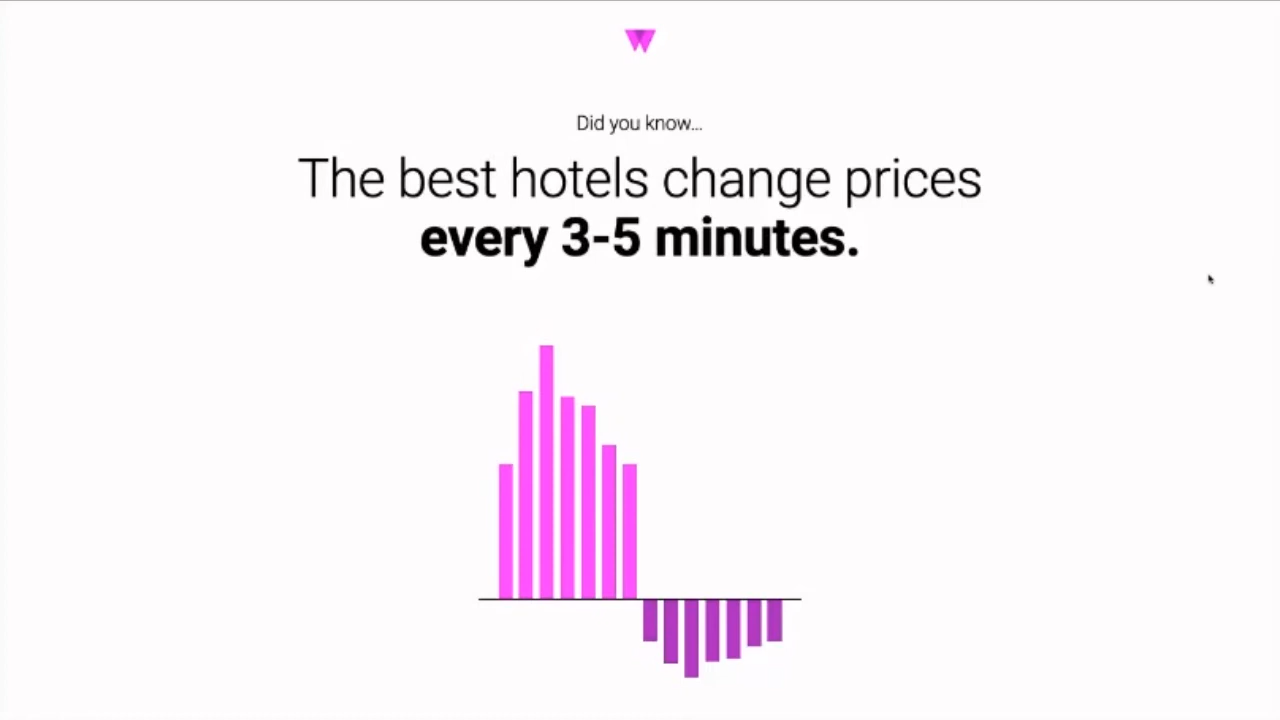 Did you know...
The best hotels change prices
every 3-5 minutes.